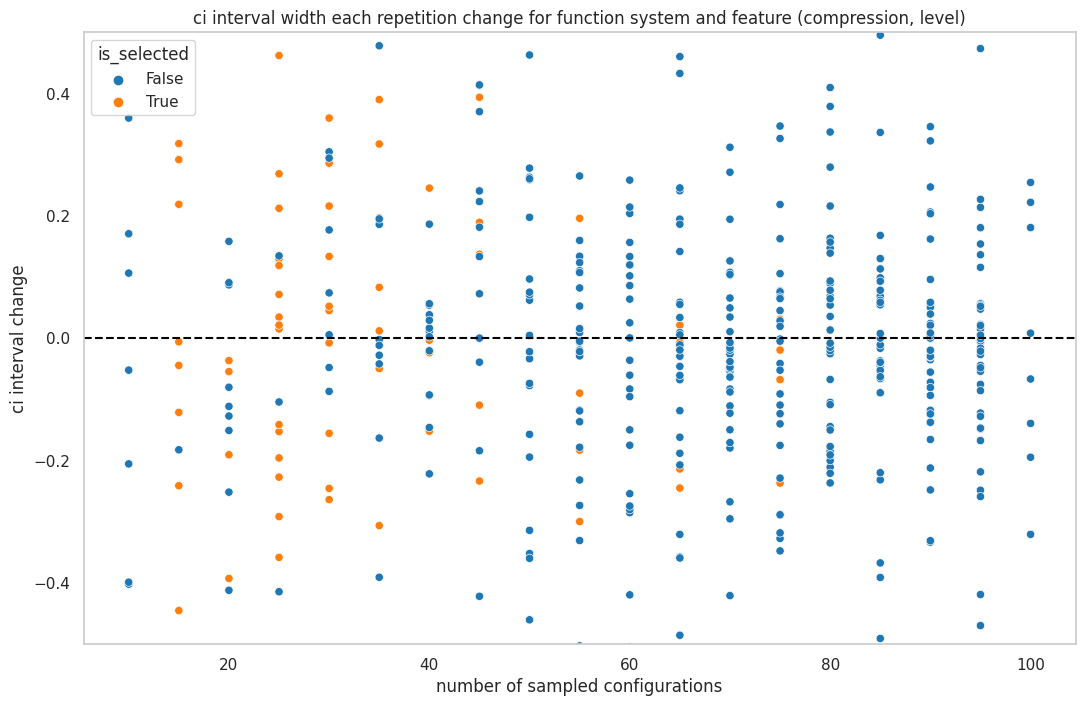 ci interval width each repetition change for function system and feature (compression, level)
is_selected
False
True
0.4
0.2
0.0
−0.2
−0.4
ci interval change
20
40
60
80
100
number of sampled configurations